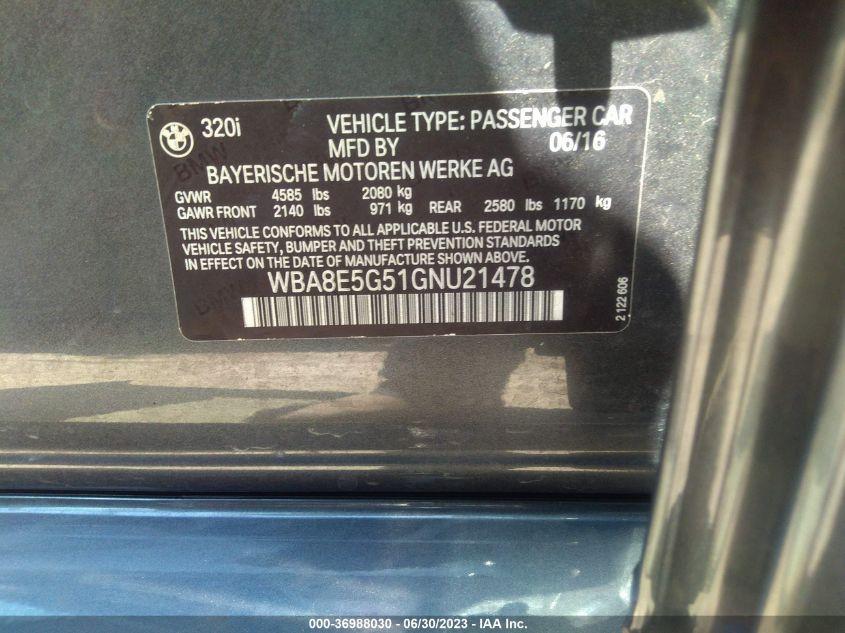 BMW
320i VEHICLE TYPE: PASSENGER CAR
MFD BY 06/16
BAYERISCHE MOTOREN WERKE AG
GVWR 4585 lbs 2080 kg
GAWR FRONT 2140 lbs 971 kg REAR 2580 lbs 1170 kg
THIS VEHICLE CONFORMS TO ALL APPLICABLE U.S. FEDERAL MOTOR
VEHICLE SAFETY, BUMPER AND THEFT PREVENTION STANDARDS
IN EFFECT ON THE DATE OF MANUFACTURE SHOWN ABOVE.
WBA8E5G51GNU21478
2 122 606
000-36988030 - 06/30/2023 - IAA Inc.